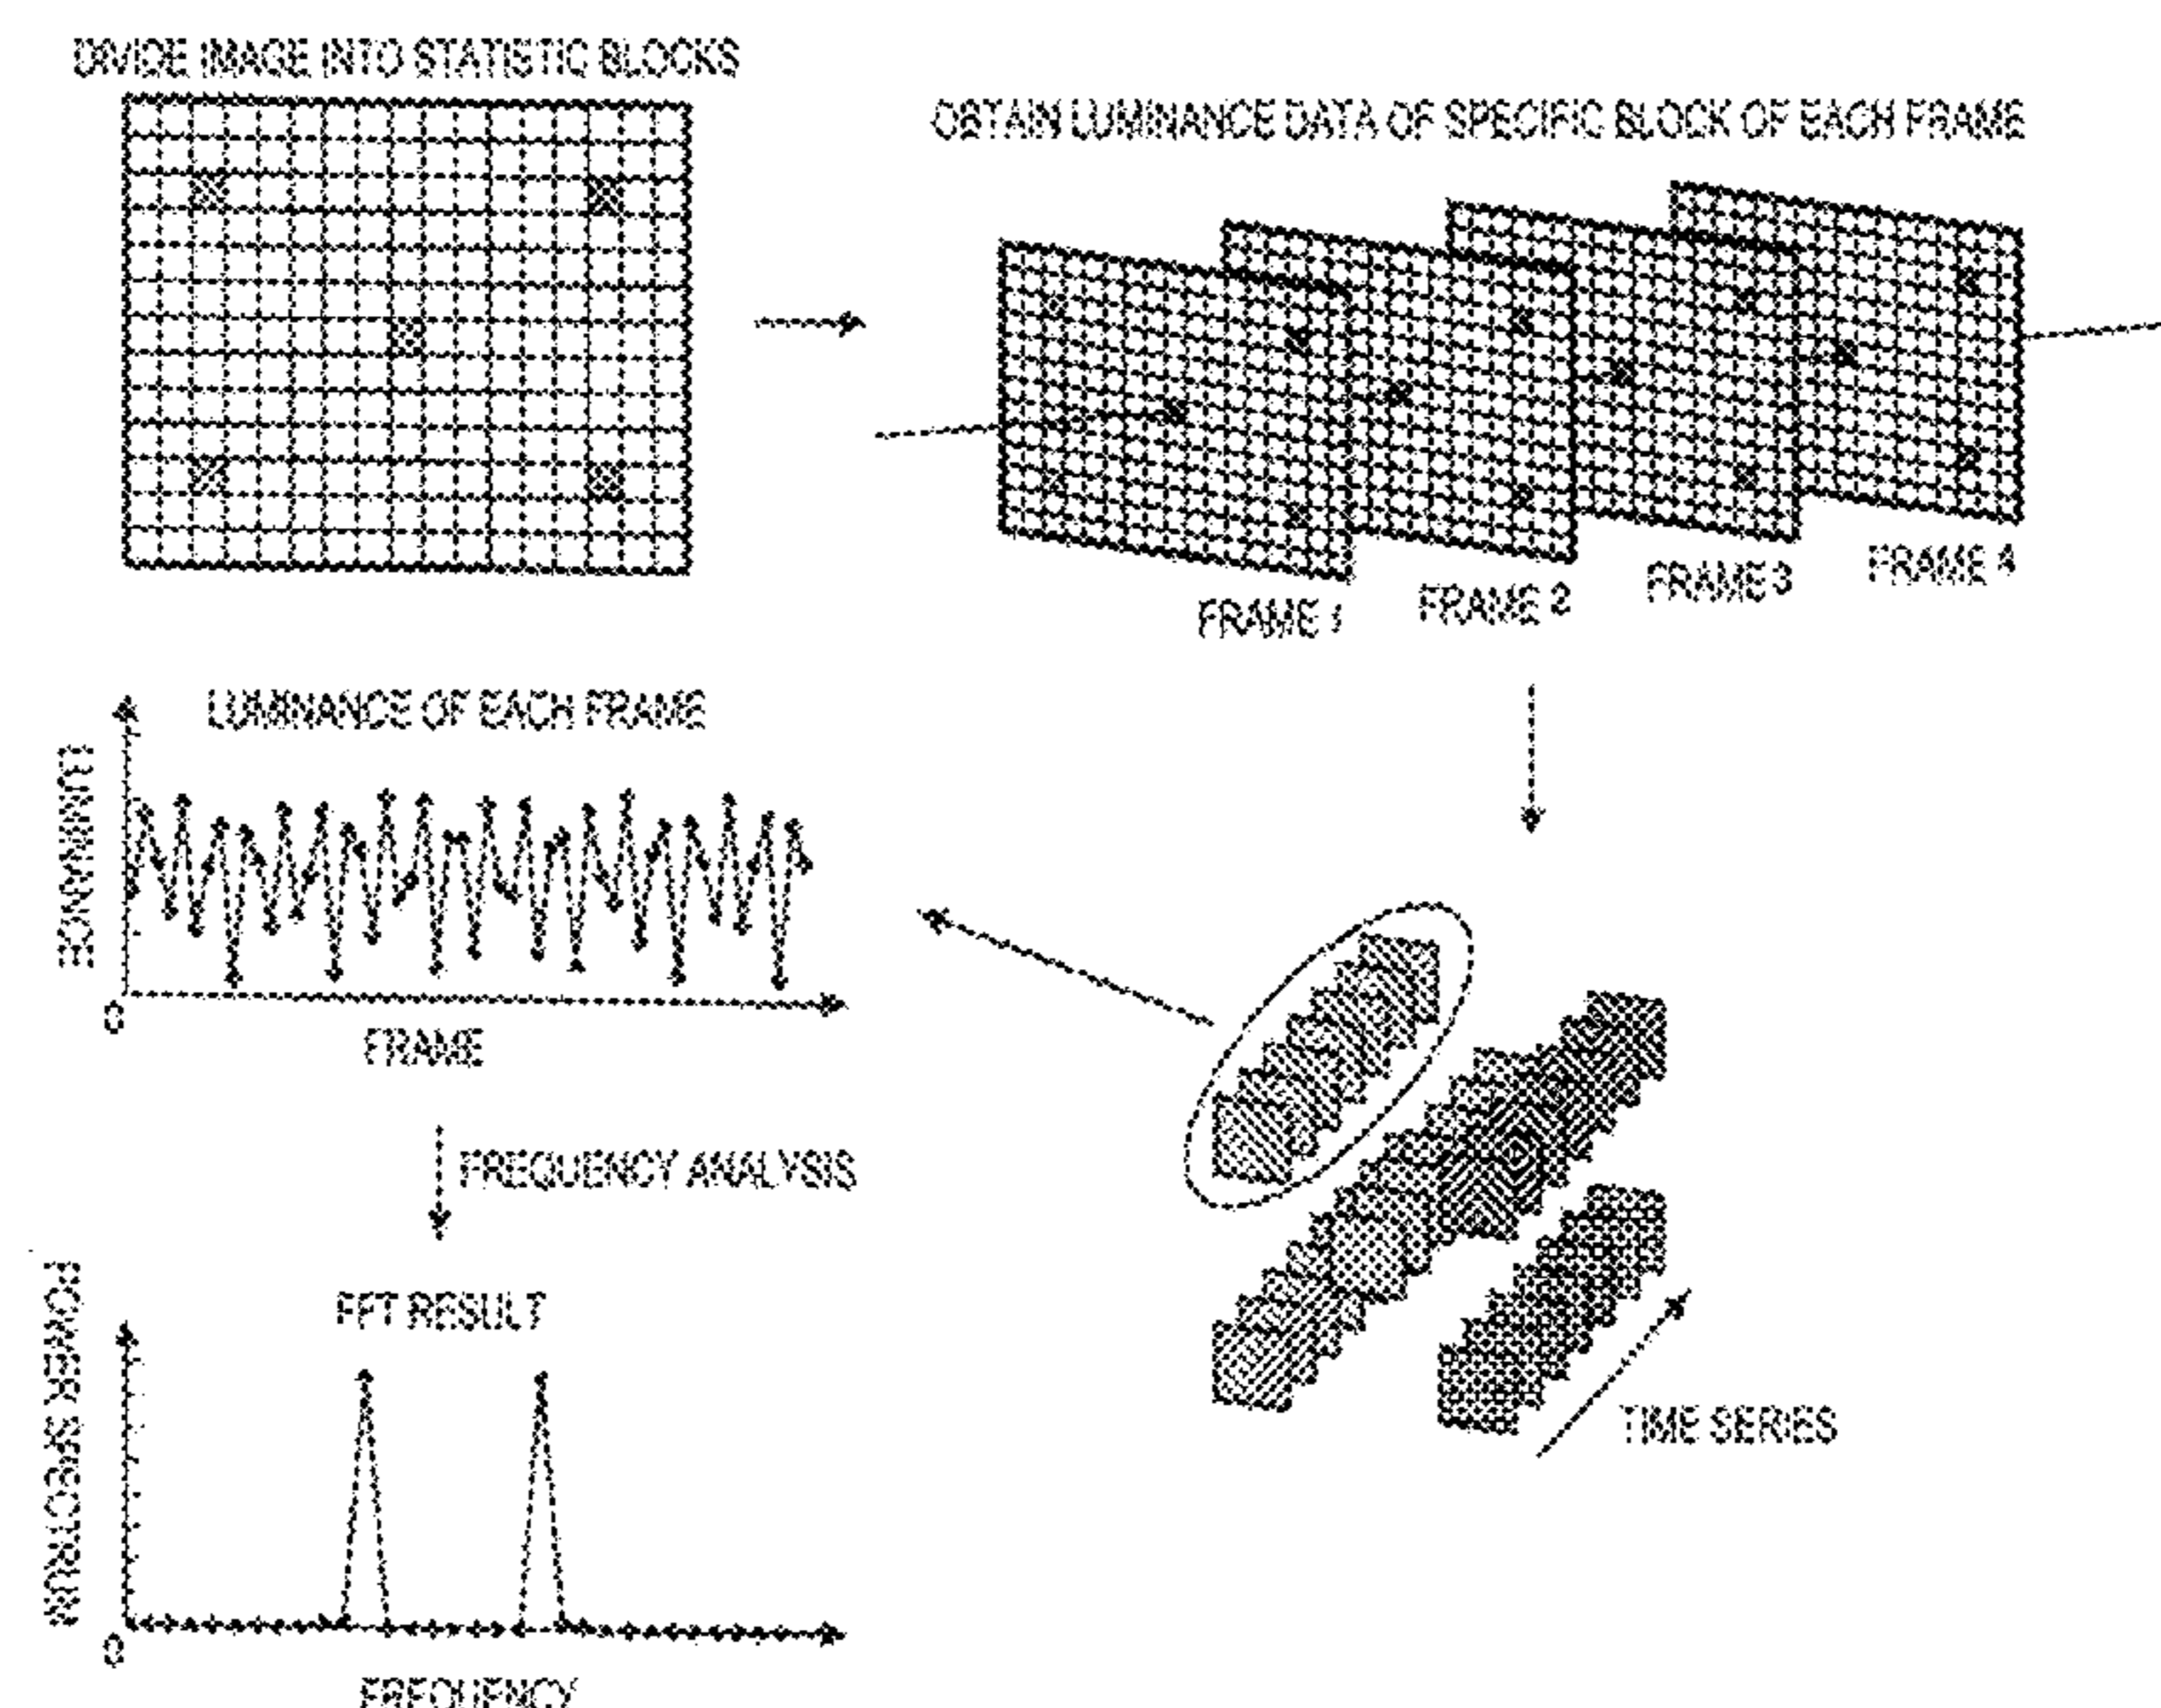 DIVIDE IMAGE INTO STATISTIC BLOCKS
OBTAIN LUMINANCE DATA OF SPECIFIC BLOCK OF EACH FRAME
FRAME 1
FRAME 2
FRAME 3
FRAME 4
LUMINANCE OF EACH FRAME
LUMINANCE
0
FRAME
FREQUENCY ANALYSIS
FFT RESULT
POWER SPECTRUM
0
FREQUENCY
TIME SERIES